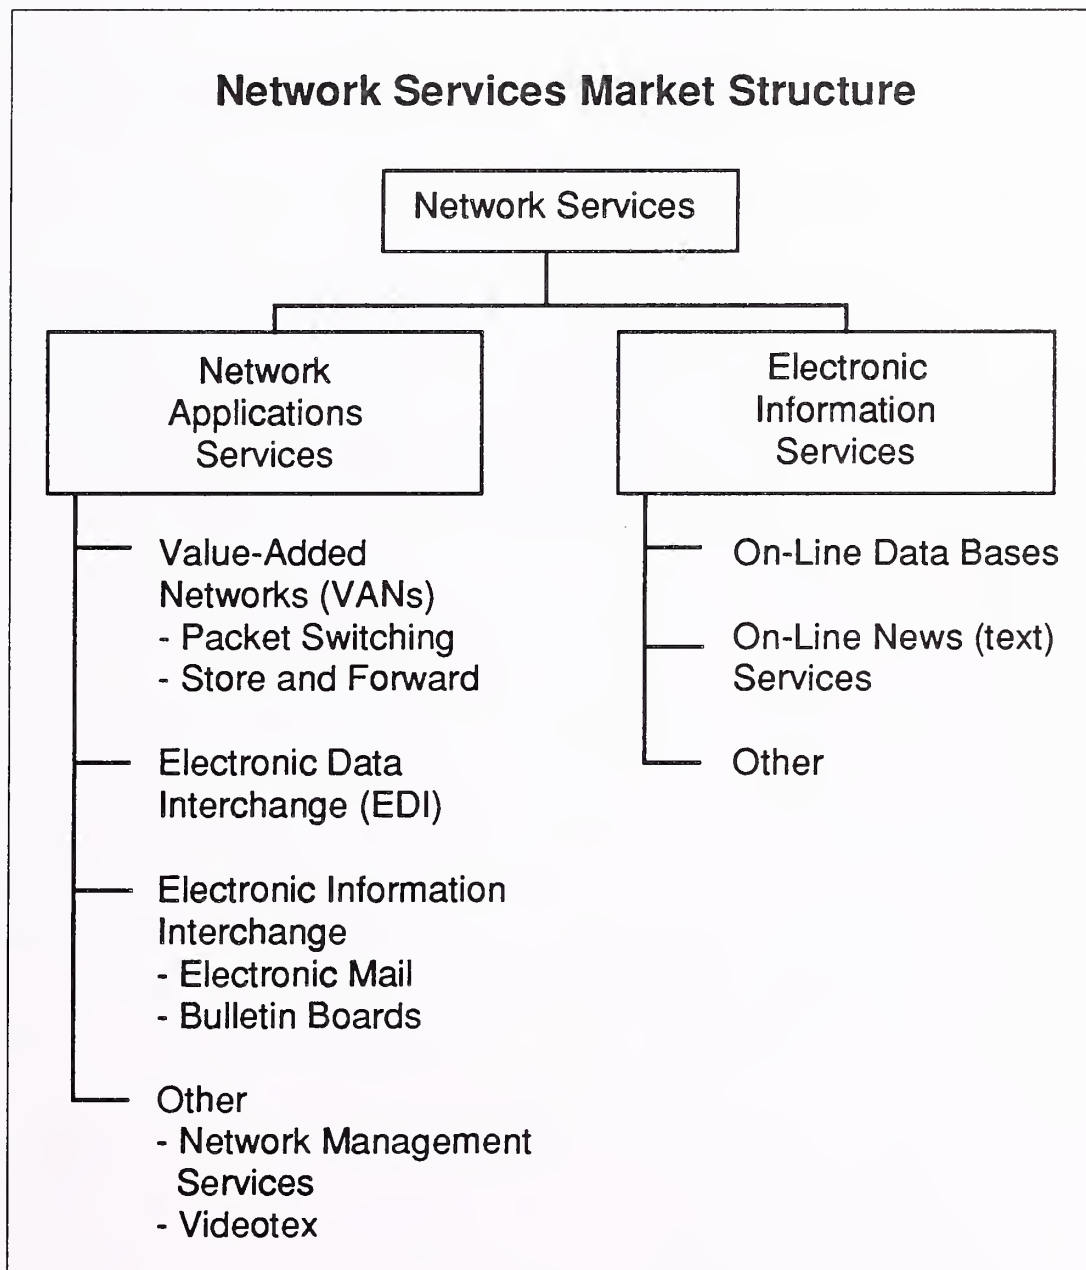 Network Services Market Structure
Network Services
Network
Applications
Services
Value-Added
Networks (VANs)
- Packet Switching
- Store and Forward
Electronic Data
Interchange (EDI)
Electronic Information
Interchange
- Electronic Mail
- Bulletin Boards
Other
- Network Management
Services
- Videotex
Electronic
Information
Services
On-Line Data Bases
On-Line News (text)
Services
Other